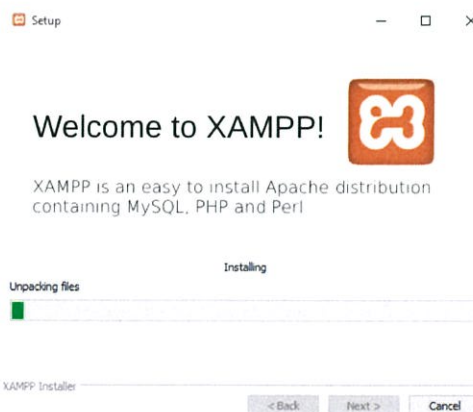 Setup
Welcome to XAMPP!
XAMPP is an easy to install Apache distribution
containing MySQL, PHP and Perl
Installing
Unpacking files
XAMPP Installer
< Back Next > Cancel